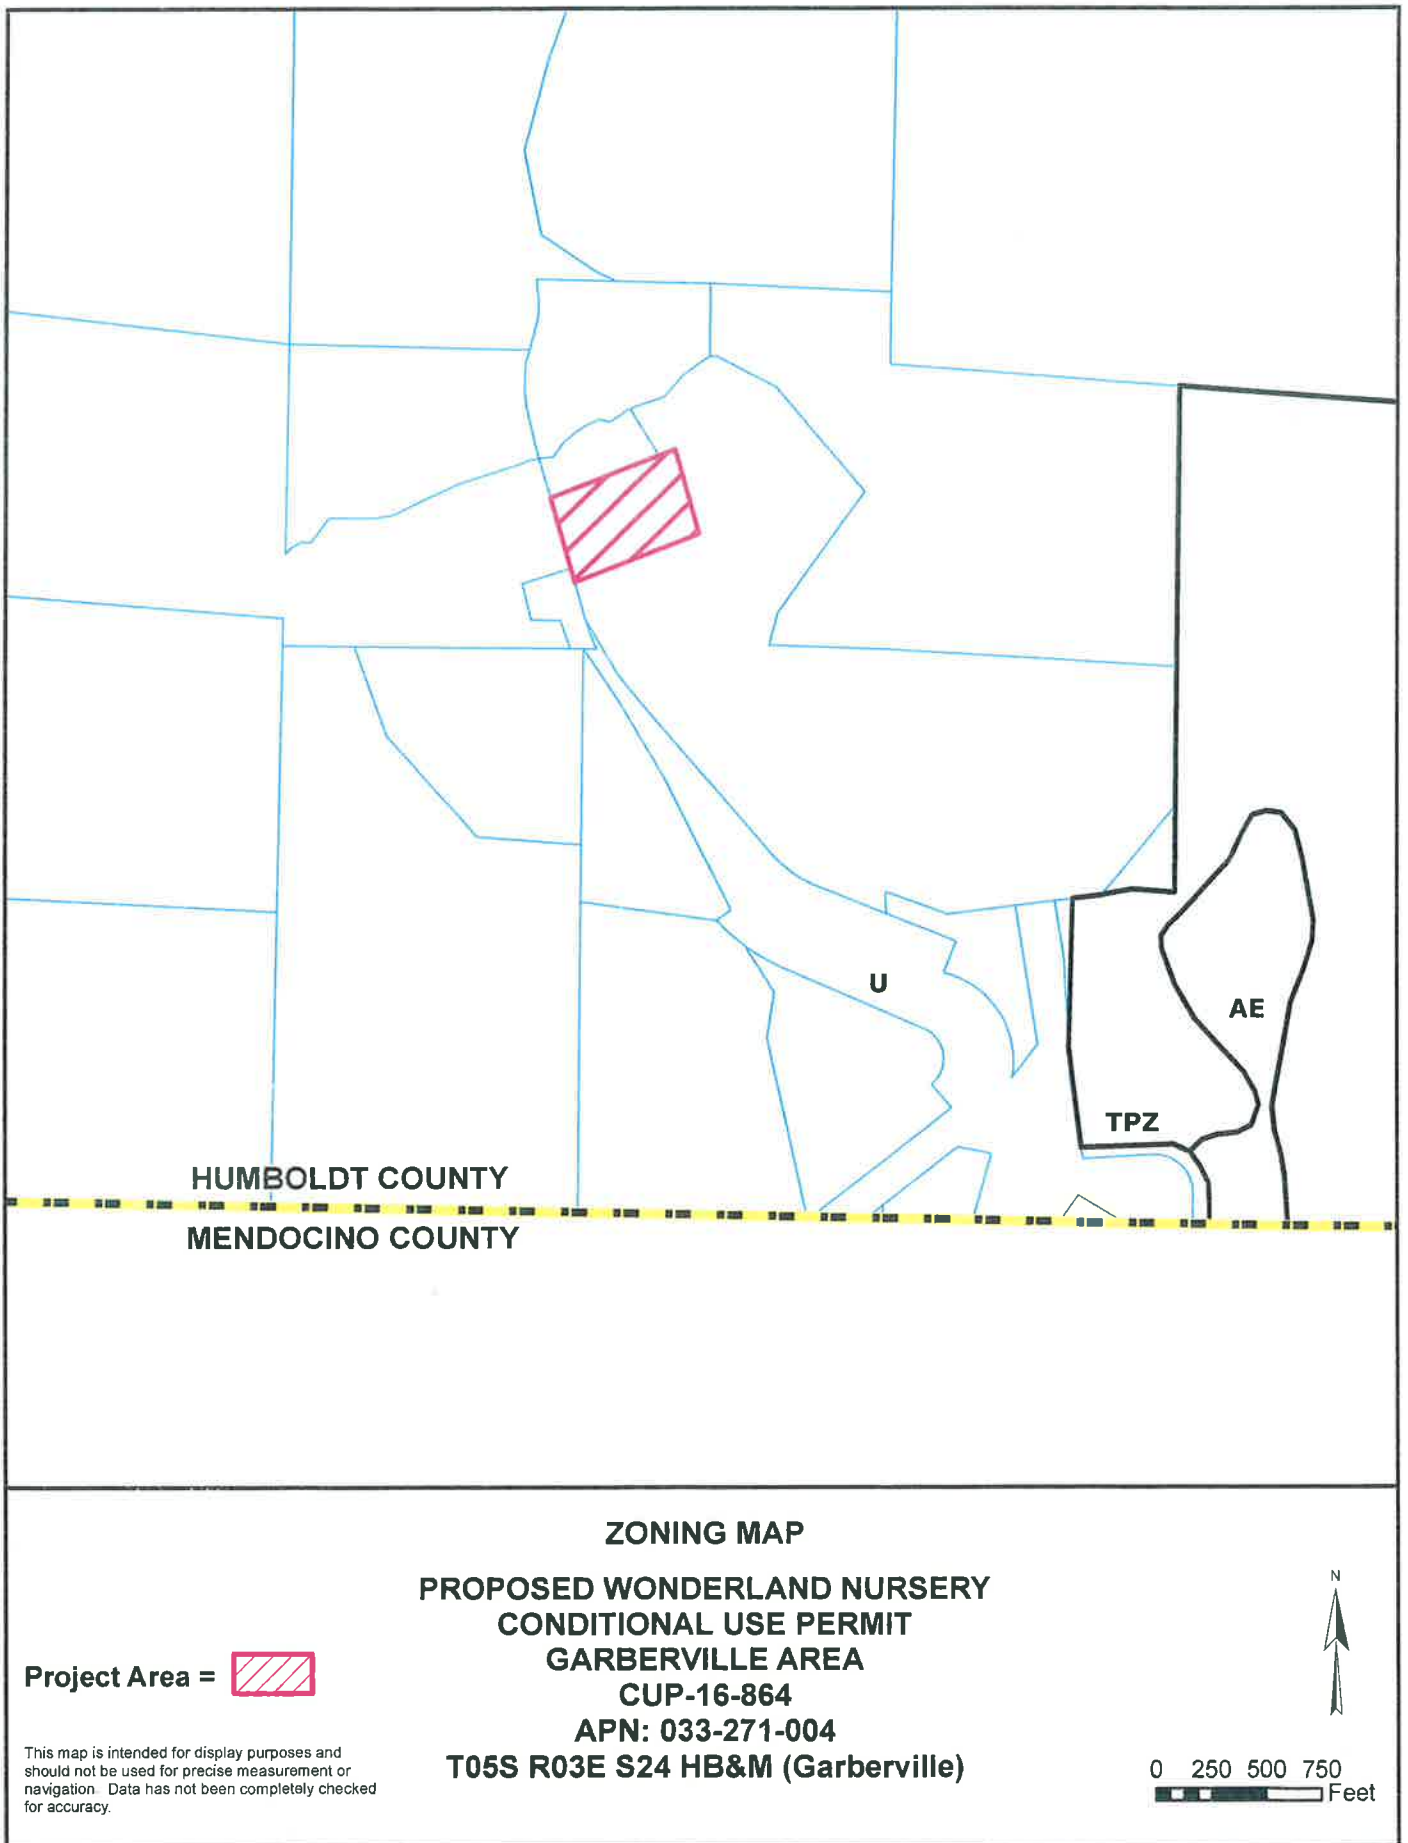 U
AE
TPZ
HUMBOLDT COUNTY
MENDOCINO COUNTY
ZONING MAP
PROPOSED WONDERLAND NURSERY
CONDITIONAL USE PERMIT
GARBERVILLE AREA
CUP-16-864
APN: 033-271-004
T05S R03E S24 HB&M (Garberville)
Project Area =
This map is intended for display purposes and
should not be used for precise measurement or
navigation. Data has not been completely checked
for accuracy.
N
0 250 500 750
Feet